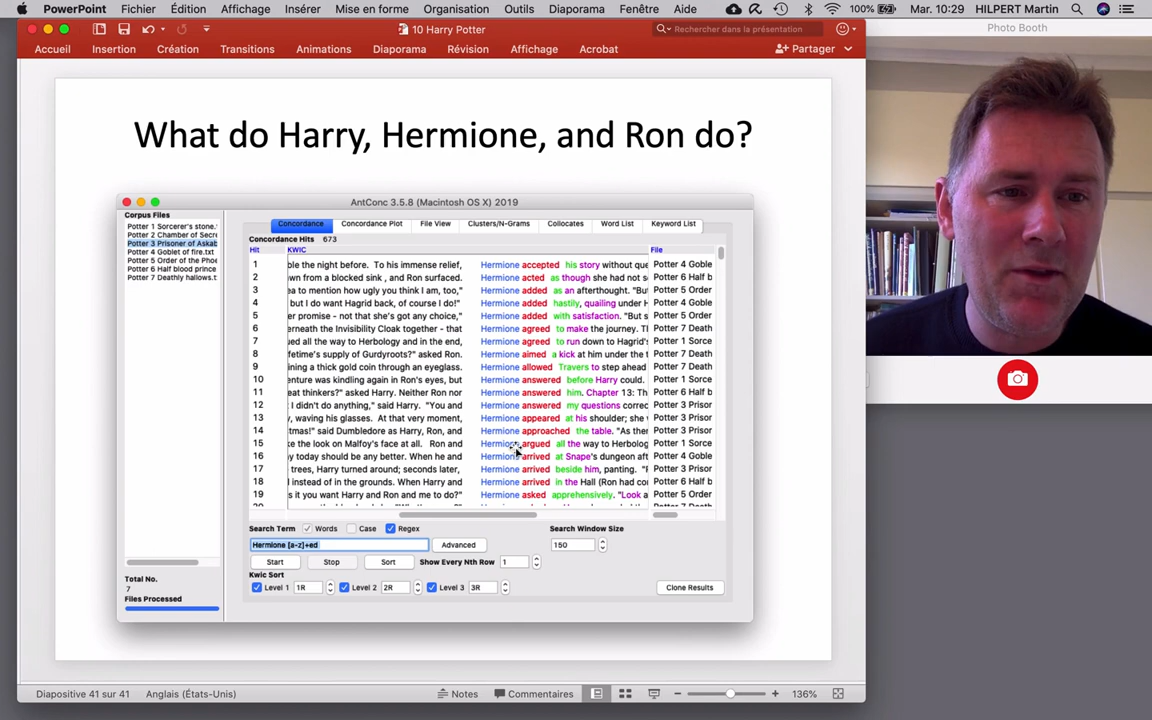 PowerPoint Fichier Édition Affichage Insérer Mise en forme Organisation Outils Diaporama Fenêtre Aide 100% Mar. 10:29 HILPERT Martin
Photo Booth
10 Harry Potter
Rechercher dans la présentation
Accueil Insertion Création Transitions Animations Diaporama Révision Affichage Acrobat Partager
What do Harry, Hermione, and Ron do?
AntConc 3.5.8 (Macintosh OS X) 2019
Corpus Files
Potter 1 Sorcerer's stone.
Potter 2 Chamber of Secre
Potter 3 Prisoner of Askab
Potter 4 Goblet of fire.txt
Potter 5 Order of the Phoe
Potter 6 Half blood prince
Potter 7 Deathly hallows.t
Concordance Concordance Plot File View Clusters/N-Grams Collocates Word List Keyword List
Concordance Hits 673
Hit KWIC File
1 ble the night before. To his immense relief, Hermione accepted his story without que Potter 4 Goble
2 wn from a blocked sink , and Ron surfaced. Hermione acted as though she had not s Potter 6 Half b
3 ea to mention how ugly you think I am, too," Hermione added as an afterthought. "But Potter 5 Order
4 but I do want Hagrid back, of course I do!" Hermione added hastily, quailing under H Potter 4 Goble
5 er promise - not that she's got any choice," Hermione added with satisfaction. "But s Potter 5 Order
6 erneath the Invisibility Cloak together - that Hermione agreed to make the journey. T Potter 7 Death
7 ued all the way to Herbology and in the end, Hermione agreed to run down to Hagrid's Potter 1 Sorce
8 fetime's supply of Gurdyroots?" asked Ron. Hermione aimed a kick at him under the t Potter 7 Death
9 ining a thick gold coin through an eyeglass. Hermione allowed Travers to step ahead Potter 7 Death
10 enture was kindling again in Ron's eyes, but Hermione answered before Harry could. Potter 1 Sorce
11 eat thinkers?" asked Harry. Neither Ron nor Hermione answered him. Chapter 13: Th Potter 6 Half b
12 I didn't do anything," said Harry. "You and Hermione answered my questions correc Potter 3 Prisor
13 , waving his glasses. At that very moment, Hermione appeared at his shoulder; she Potter 6 Half b
14 tmas!" said Dumbledore as Harry, Ron, and Hermione approached the table. "As ther Potter 3 Prisor
15 ke the look on Malfoy's face at all. Ron and Hermione argued all the way to Herbolog Potter 1 Sorce
16 y today should be any better. When he and Hermione arrived at Snape's dungeon aft Potter 4 Goble
17 trees, Harry turned around; seconds later, Hermione arrived beside him, panting. "F Potter 3 Prisor
18 instead of in the grounds. When Harry and Hermione arrived in the Hall (Ron had cor Potter 6 Half b
19 s it you want Harry and Ron and me to do?" Hermione asked apprehensively. "Look a Potter 5 Order
Search Term Words Case Regex Search Window Size
Hermione [a-z]+ed Advanced 150
Start Stop Sort Show Every Nth Row 1
Kwic Sort
Level 1 1R Level 2 2R Level 3 3R Clone Results
Total No.
7
Files Processed
Diapositive 41 sur 41 Anglais (États-Unis) Notes Commentaires 136%